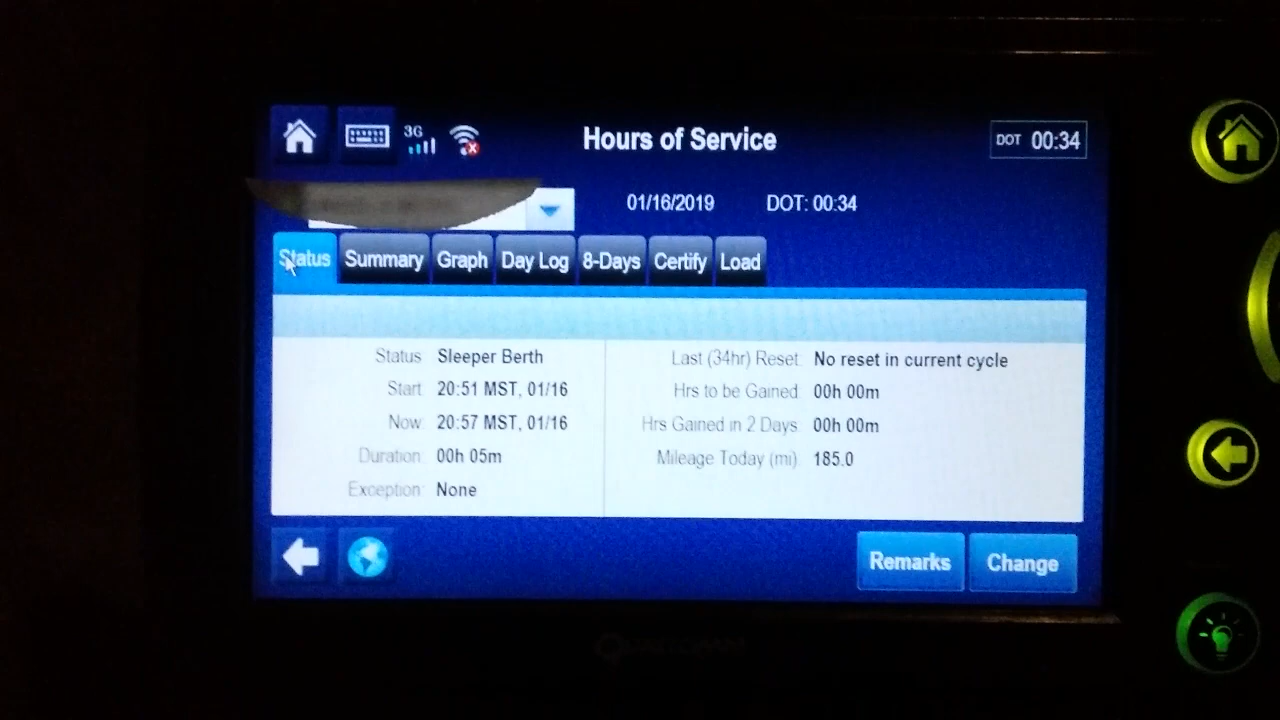 3G
Hours of Service
DOT 00:34
01/16/2019 DOT: 00:34
Status Summary Graph Day Log 8-Days Certify Load
Status: Sleeper Berth
Start: 20:51 MST, 01/16
Now: 20:57 MST, 01/16
Duration: 00h 05m
Exception: None
Last (34hr) Reset: No reset in current cycle
Hrs to be Gained: 00h 00m
Hrs Gained in 2 Days: 00h 00m
Mileage Today (mi): 185.0
Remarks Change